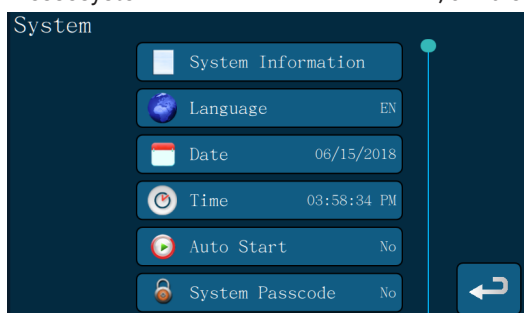 System
System Information
Language EN
Date 06/15/2018
Time 03:58:34 PM
Auto Start No
System Passcode No